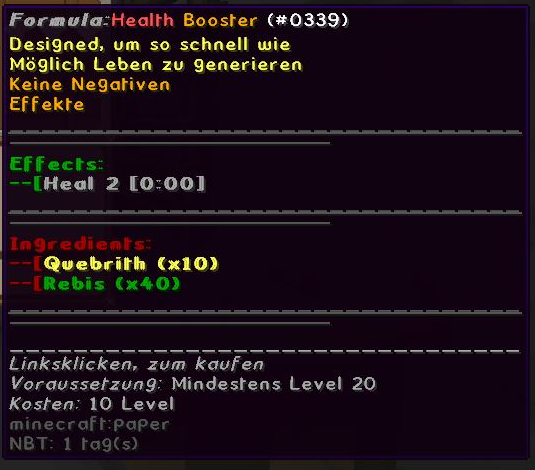 Formula:Health Booster (#0339)
Designed, um so schnell wie
Möglich Leben zu generieren
Keine Negativen
Effekte
Effects:
--[Heal 2 [0:00]
Ingredients:
--[Quebrith (x10)
--[Rebis (x40)
Linksklicken, zum kaufen
Voraussetzung: Mindestens Level 20
Kosten: 10 Level
minecraft:paper
NBT: 1 tag(s)